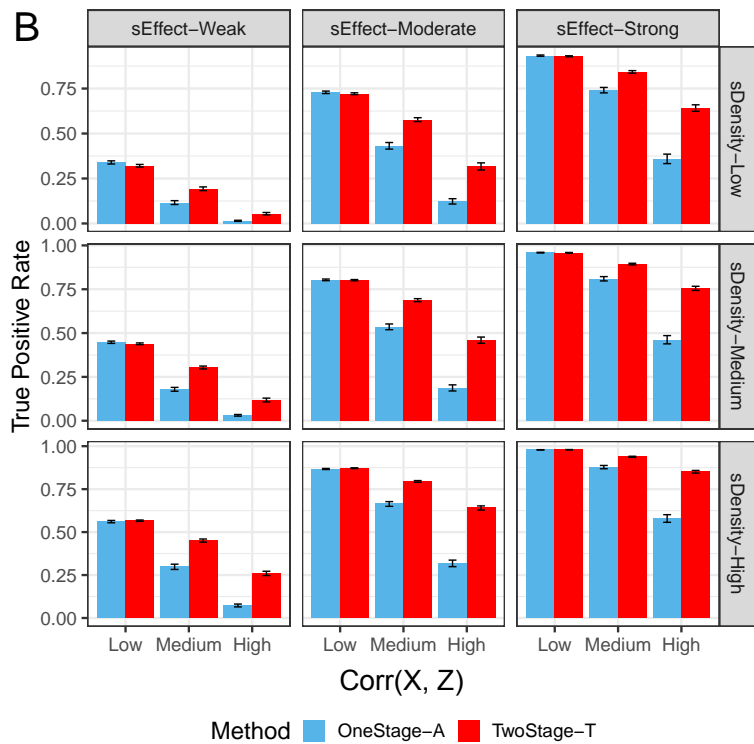 B
sEffect−Weak
sEffect−Moderate
sEffect−Strong
True Positive Rate
0.75
0.50
0.25
0.00
sDensity−Low
1.00
0.75
0.50
0.25
0.00
sDensity−Medium
1.00
0.75
0.50
0.25
0.00
sDensity−High
Low Medium High
Low Medium High
Low Medium High
Corr(X, Z)
Method OneStage−A TwoStage−T